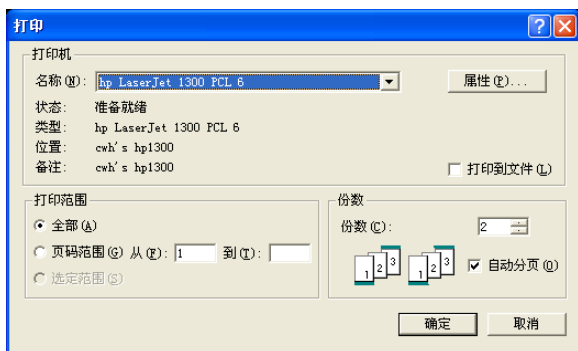 打印
打印机
名称(N): hp LaserJet 1300 PCL 6 属性(P)...
状态: 准备就绪
类型: hp LaserJet 1300 PCL 6
位置: cwh's hp1300
备注: cwh's hp1300
打印到文件(L)
打印范围
全部(A)
页码范围(G) 从(F): 1 到(T):
选定范围(S)
份数
份数(C): 2
1 2 3 1 2 3 自动分页(O)
确定 取消